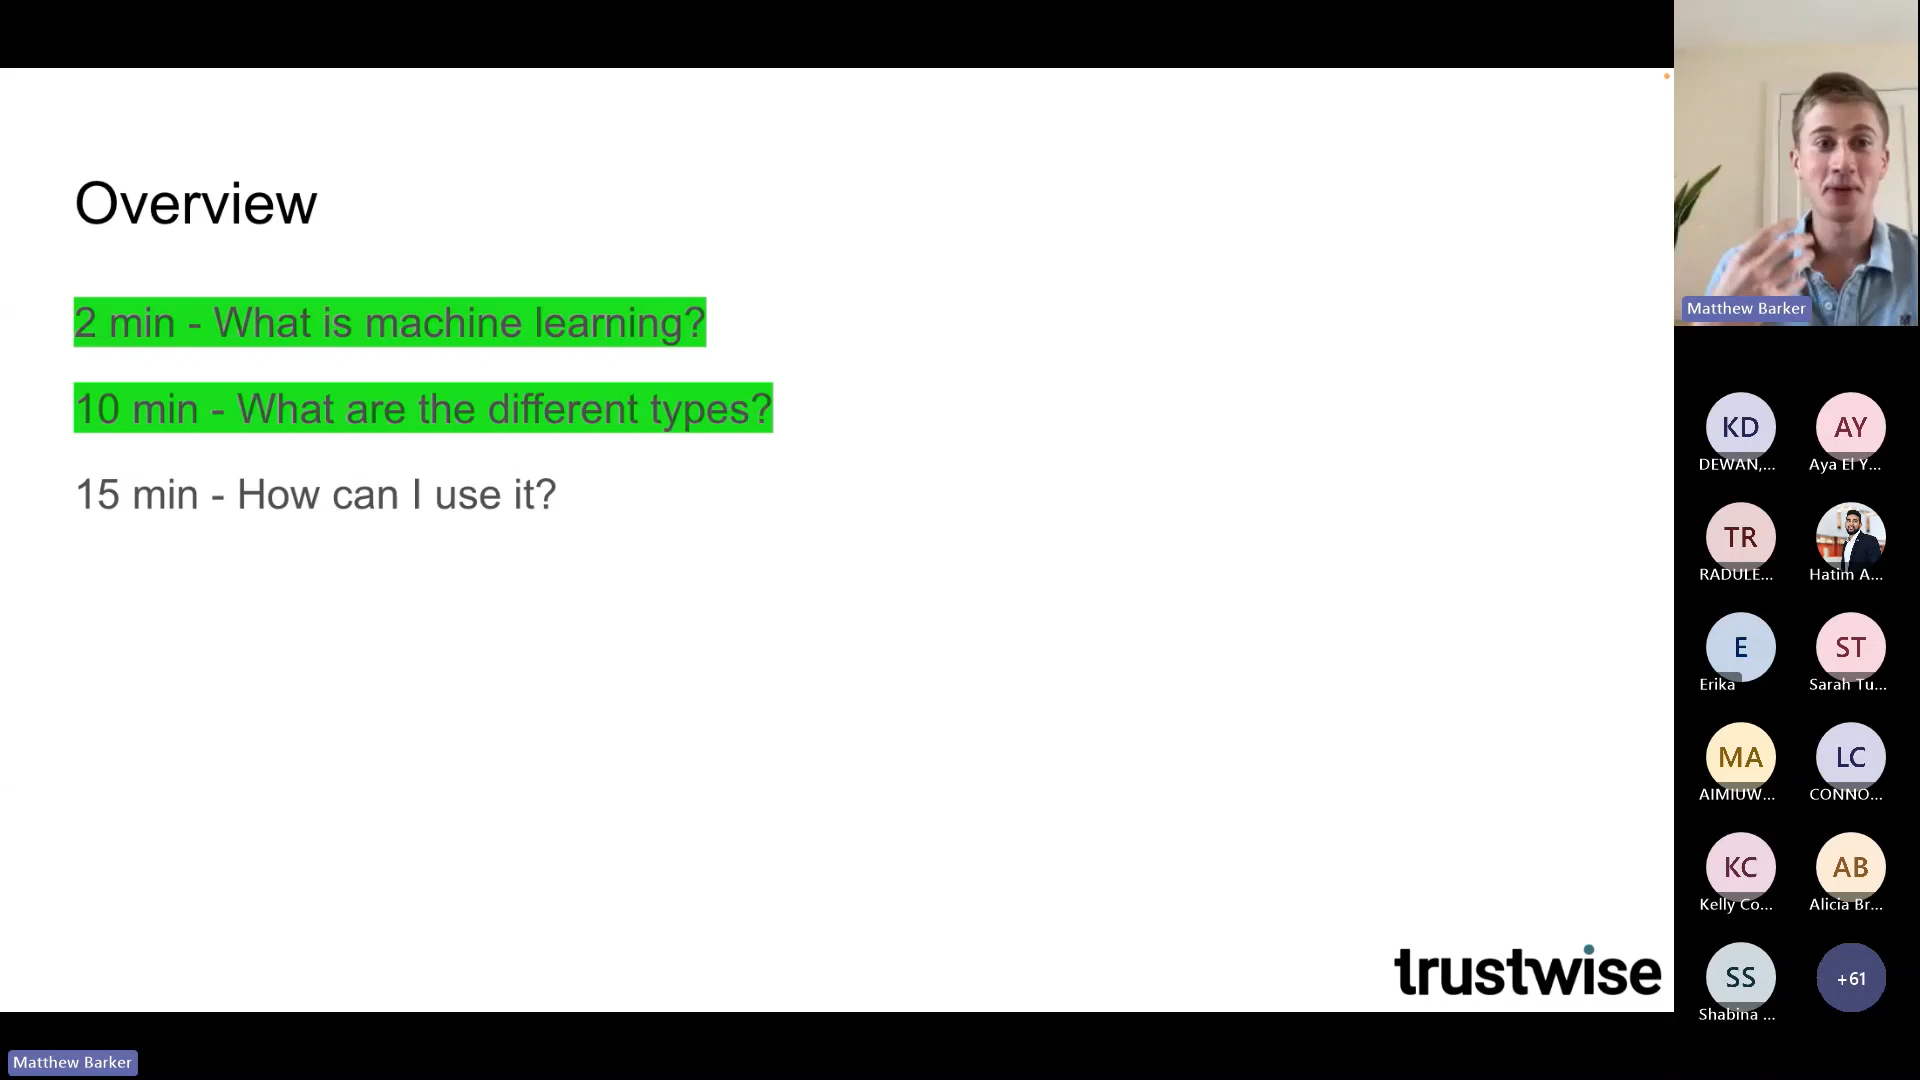 Overview
2 min - What is machine learning?
10 min - What are the different types?
15 min - How can I use it?
trustwise
Matthew Barker
KD
DEWAN,...
AY
Aya El Y...
TR
RADULE...
Hatim A...
E
Erika
ST
Sarah Tu...
MA
AIMIUW...
LC
CONNO...
KC
Kelly Co...
AB
Alicia Br...
SS
Shabina ...
+61
Matthew Barker